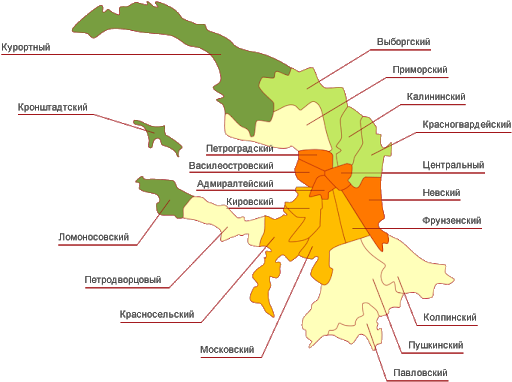 Курортный
Выборгский
Приморский
Калининский
Кронштадтский
Красногвардейский
Петроградский
Василеостровский
Центральный
Адмиралтейский
Невский
Кировский
Фрунзенский
Ломоносовский
Петродворцовый
Красносельский
Колпинский
Московский
Пушкинский
Павловский